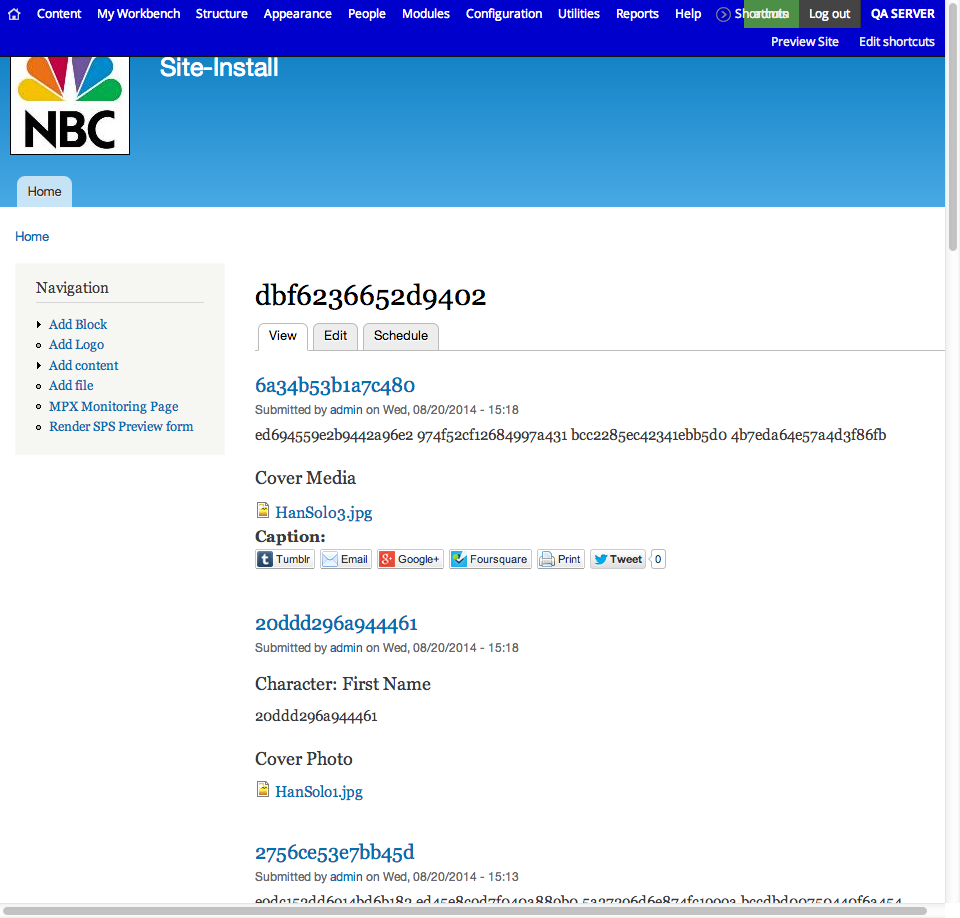 Content My Workbench Structure Appearance People Modules Configuration Utilities Reports Help Shortcuts admin Log out QA SERVER
Preview Site Edit shortcuts
Site-Install
NBC
Home
Home
Navigation
Add Block
Add Logo
Add content
Add file
MPX Monitoring Page
Render SPS Preview form
dbf6236652d9402
View Edit Schedule
6a34b53b1a7c480
Submitted by admin on Wed, 08/20/2014 - 15:18
ed694559e2b9442a96e2 974f52cf12684997a431 bcc2285ec42341ebb5d0 4b7eda64e57a4d3f86fb
Cover Media
HanSolo3.jpg
Caption:
Tumblr Email Google+ Foursquare Print Tweet 0
20ddd296a944461
Submitted by admin on Wed, 08/20/2014 - 15:18
Character: First Name
20ddd296a944461
Cover Photo
HanSolo1.jpg
2756ce53e7bb45d
Submitted by admin on Wed, 08/20/2014 - 15:13